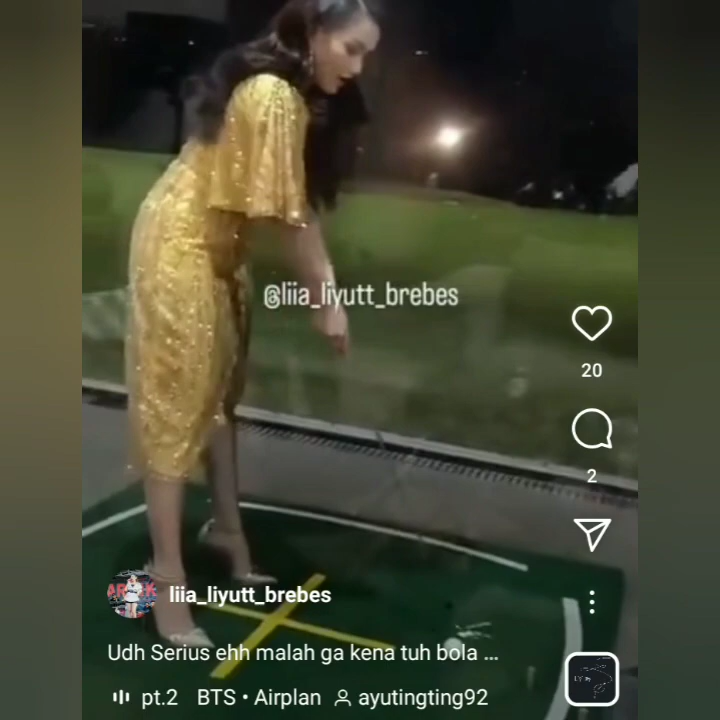 @liia_liyutt_brebes
20
2
liia_liyutt_brebes
Udh Serius ehh malah ga kena tuh bola ...
pt.2 BTS • Airplan ayutingting92